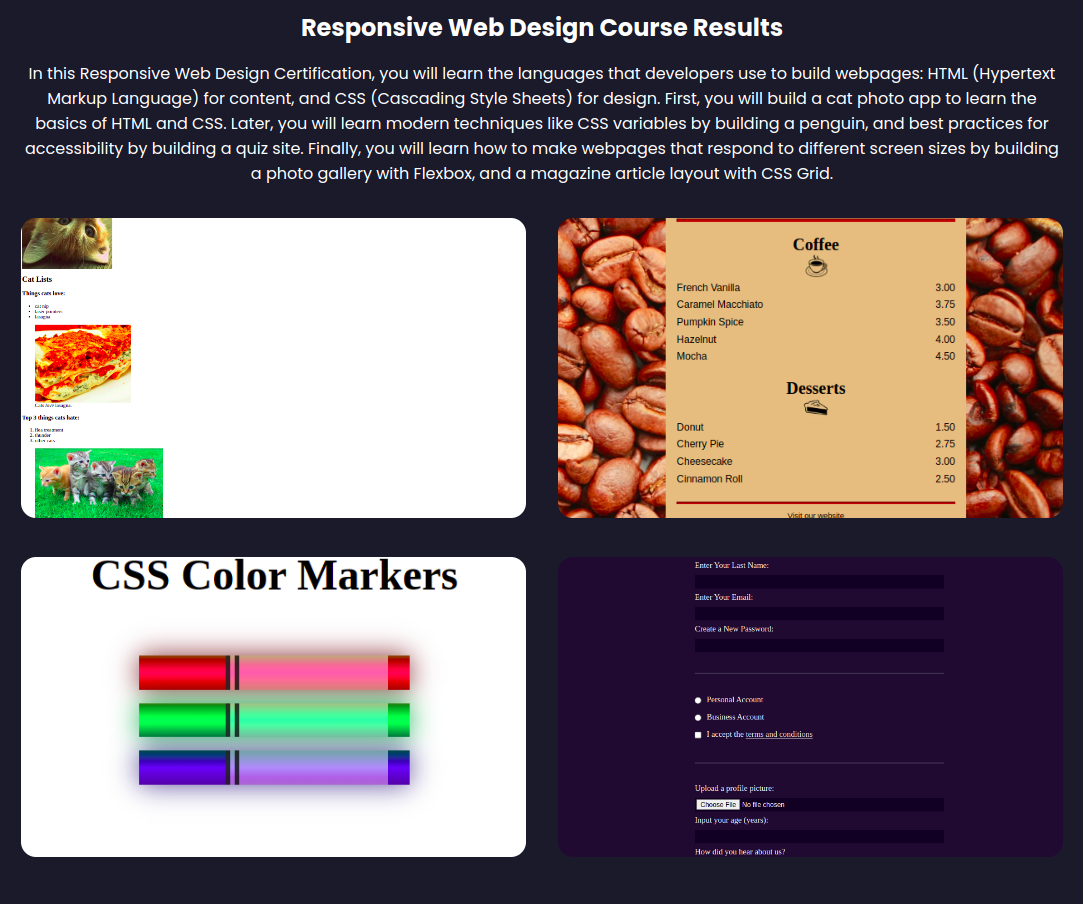 Responsive Web Design Course Results
In this Responsive Web Design Certification, you will learn the languages that developers use to build webpages: HTML (Hypertext
Markup Language) for content, and CSS (Cascading Style Sheets) for design. First, you will build a cat photo app to learn the
basics of HTML and CSS. Later, you will learn modern techniques like CSS variables by building a penguin, and best practices for
accessibility by building a quiz site. Finally, you will learn how to make webpages that respond to different screen sizes by building
a photo gallery with Flexbox, and a magazine article layout with CSS Grid.
Cat Lists
Things cats love:
cat nip
laser pointers
lasagna
Cats love lasagna.
Top 3 things cats hate:
1. flea treatment
2. thunder
3. other cats
Coffee
French Vanilla 3.00
Caramel Macchiato 3.75
Pumpkin Spice 3.50
Hazelnut 4.00
Mocha 4.50
Desserts
Donut 1.50
Cherry Pie 2.75
Cheesecake 3.00
Cinnamon Roll 2.50
Visit our website
CSS Color Markers
Enter Your Last Name:
Enter Your Email:
Create a New Password:
Personal Account
Business Account
I accept the terms and conditions
Upload a profile picture:
Choose File No file chosen
Input your age (years):
How did you hear about us?